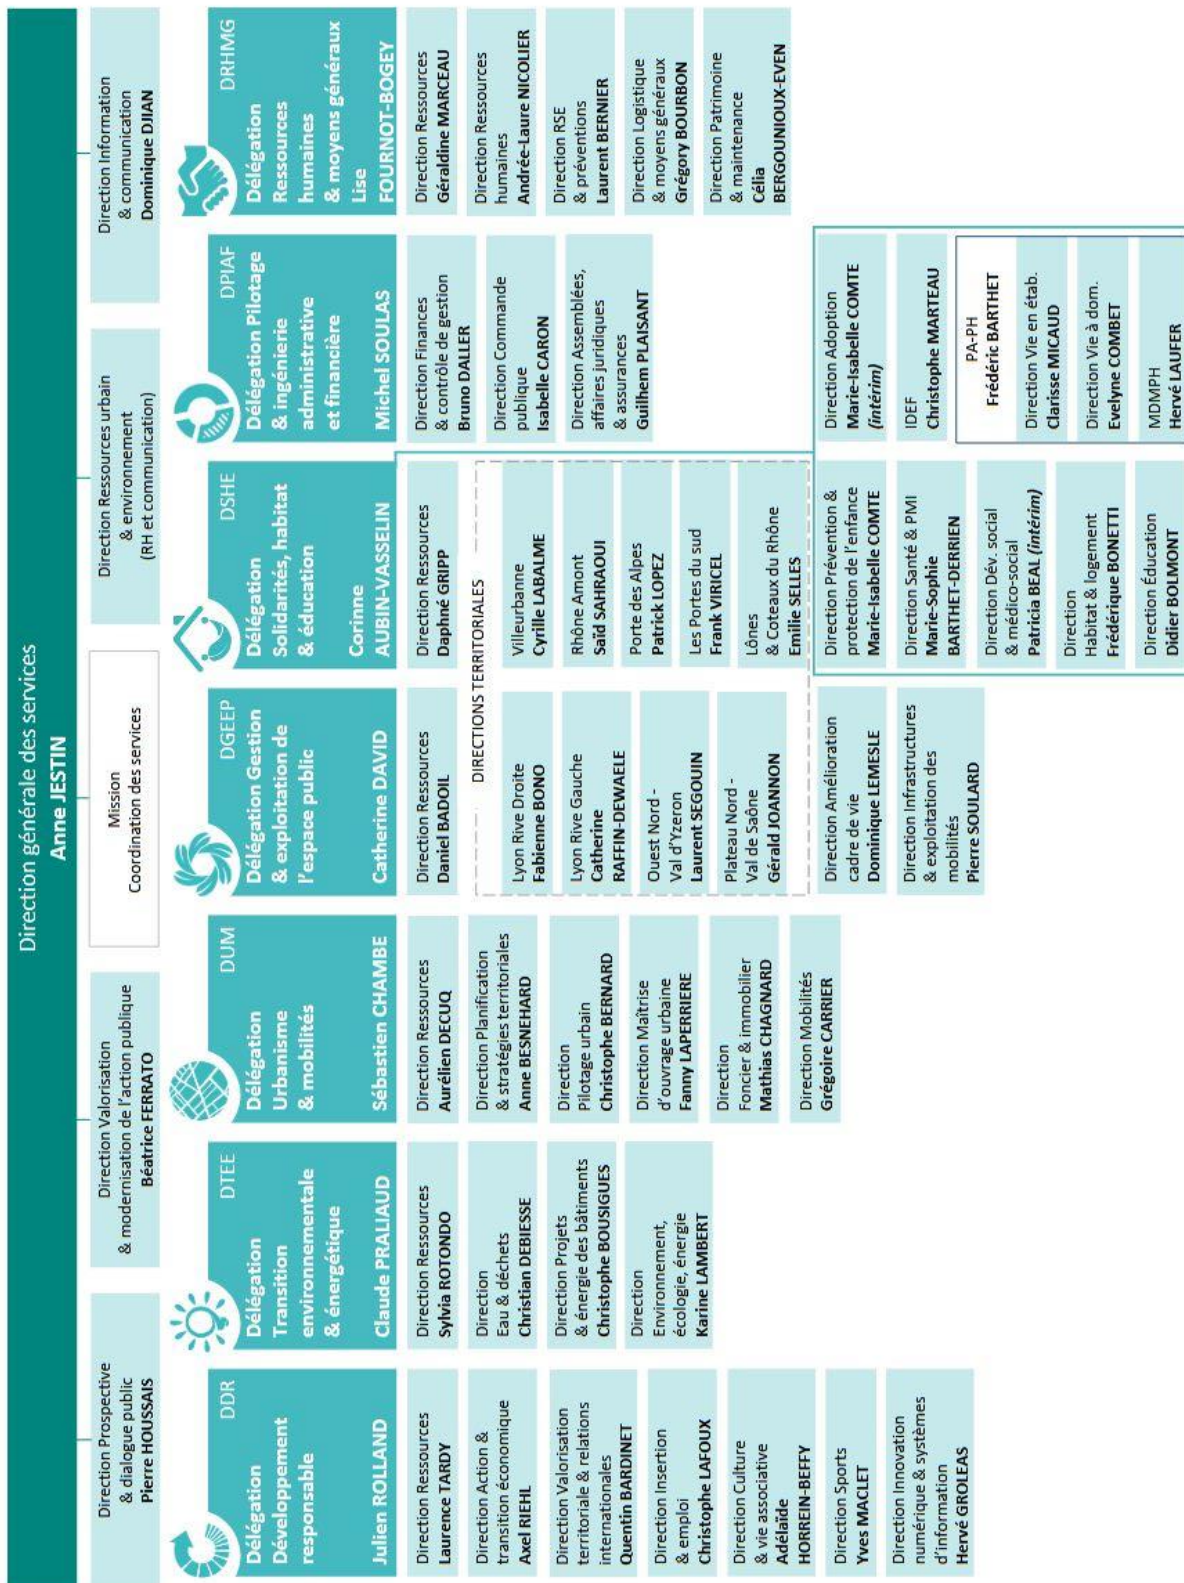 Direction générale des services
Anne JESTIN
Direction Prospective
& dialogue public
Pierre HOUSSAIS
Direction Valorisation
& modernisation de l'action publique
Béatrice FERRATO
Mission
Coordination des services
Direction Ressources urbain
& environnement
(RH et communication)
Direction Information
& communication
Dominique DJIAN
DDR
Délégation
Développement
responsable
Julien ROLLAND
Direction Ressources
Laurence TARDY
Direction Action &
transition économique
Axel RIEHL
Direction Valorisation
territoriale & relations
internationales
Quentin BARDINET
Direction Insertion
& emploi
Christophe LAFOUX
Direction Culture
& vie associative
Adélaïde
HORREIN-BEFFY
Direction Sports
Yves MACLET
Direction Innovation
numérique & systèmes
d'information
Hervé GROLEAS
DTEE
Délégation
Transition
environnementale
& énergétique
Claude PRALIAUD
Direction Ressources
Sylvia ROTONDO
Direction
Eau & déchets
Christian DEBIESSE
Direction Projets
& énergie des bâtiments
Christophe BOUSIGUES
Direction
Environnement,
écologie, énergie
Karine LAMBERT
DUM
Délégation
Urbanisme
& mobilités
Sébastien CHAMBE
Direction Ressources
Aurélien DECUQ
Direction Planification
& stratégies territoriales
Anne BESNEHARD
Direction
Pilotage urbain
Christophe BERNARD
Direction Maîtrise
d'ouvrage urbaine
Fanny LAPERRIERE
Direction
Foncier & immobilier
Mathias CHAGNARD
Direction Mobilités
Grégoire CARRIER
DGEEP
Délégation Gestion
& exploitation de
l'espace public
Catherine DAVID
Direction Ressources
Daniel BADOIL
DIRECTIONS TERRITORIALES
Lyon Rive Droite
Fabienne BONO
Lyon Rive Gauche
Catherine
RAFFIN-DEWAELE
Ouest Nord -
Val d'Yzeron
Laurent SEGOUIN
Plateau Nord -
Val de Saône
Gérald JOANNON
Direction Amélioration
cadre de vie
Dominique LEMESLE
Direction Infrastructures
& exploitation des
mobilités
Pierre SOULARD
DSHE
Délégation
Solidarités, habitat
& éducation
Corinne
AUBIN-VASSELIN
Direction Ressources
Daphné GRIPP
Villeurbanne
Cyrille LABALME
Rhône Amont
Saïd SAHRAOUI
Porte des Alpes
Patrick LOPEZ
Les Portes du sud
Frank VIRICEL
Lônes
& Coteaux du Rhône
Emilie SELLES
Direction Prévention &
protection de l'enfance
Marie-Isabelle COMTE
Direction Santé & PMI
Marie-Sophie
BARTHET-DERRIEN
Direction Dév. social
& médico-social
Patricia BEAL (intérim)
Direction
Habitat & logement
Frédérique BONETTI
Direction Éducation
Didier BOLMONT
Direction Adoption
Marie-Isabelle COMTE
(intérim)
IDEF
Christophe MARTEAU
PA-PH
Frédéric BARTHET
Direction Vie en étab.
Clarisse MICAUD
Direction Vie à dom.
Evelyne COMBET
MDMPH
Hervé LAUFER
DPIAF
Délégation Pilotage
& ingénierie
administrative
et financière
Michel SOULAS
Direction Finances
& contrôle de gestion
Bruno DALLER
Direction Commande
publique
Isabelle CARON
Direction Assemblées,
affaires juridiques
& assurances
Guilhem PLAISANT
DRHMG
Délégation
Ressources
humaines
& moyens généraux
Lise
FOURNOT-BOGEY
Direction Ressources
Géraldine MARCEAU
Direction Ressources
humaines
Andrée-Laure NICOLIER
Direction RSE
& préventions
Laurent BERNIER
Direction Logistique
& moyens généraux
Grégory BOURBON
Direction Patrimoine
& maintenance
Célia
BERGOUNIOUX-EVEN